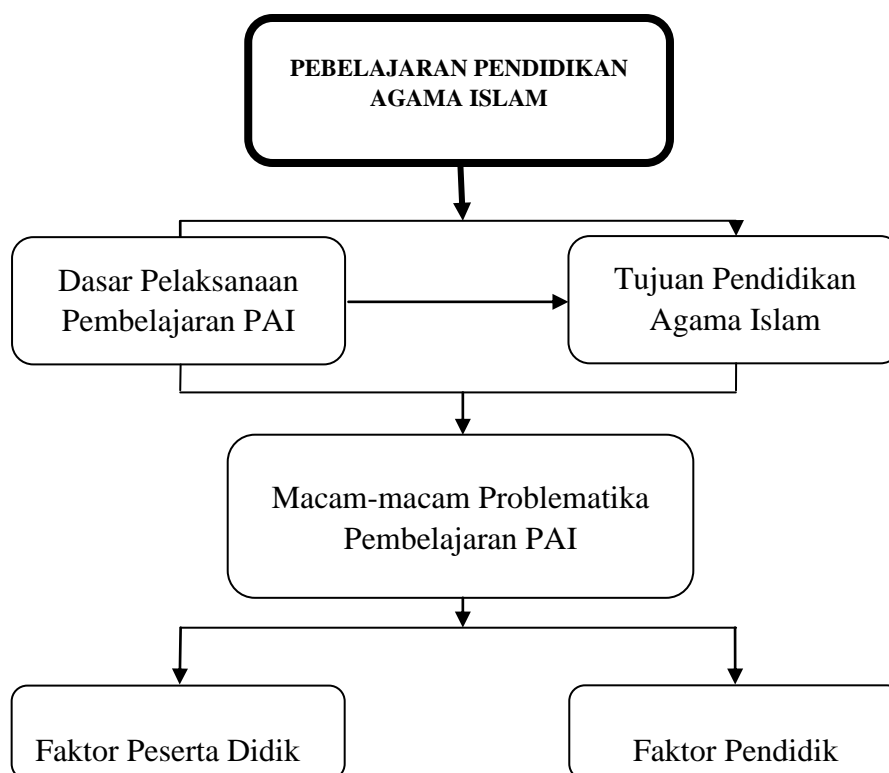 PEBELAJARAN PENDIDIKAN
AGAMA ISLAM
Dasar Pelaksanaan
Pembelajaran PAI
Tujuan Pendidikan
Agama Islam
Macam-macam Problematika
Pembelajaran PAI
Faktor Peserta Didik
Faktor Pendidik